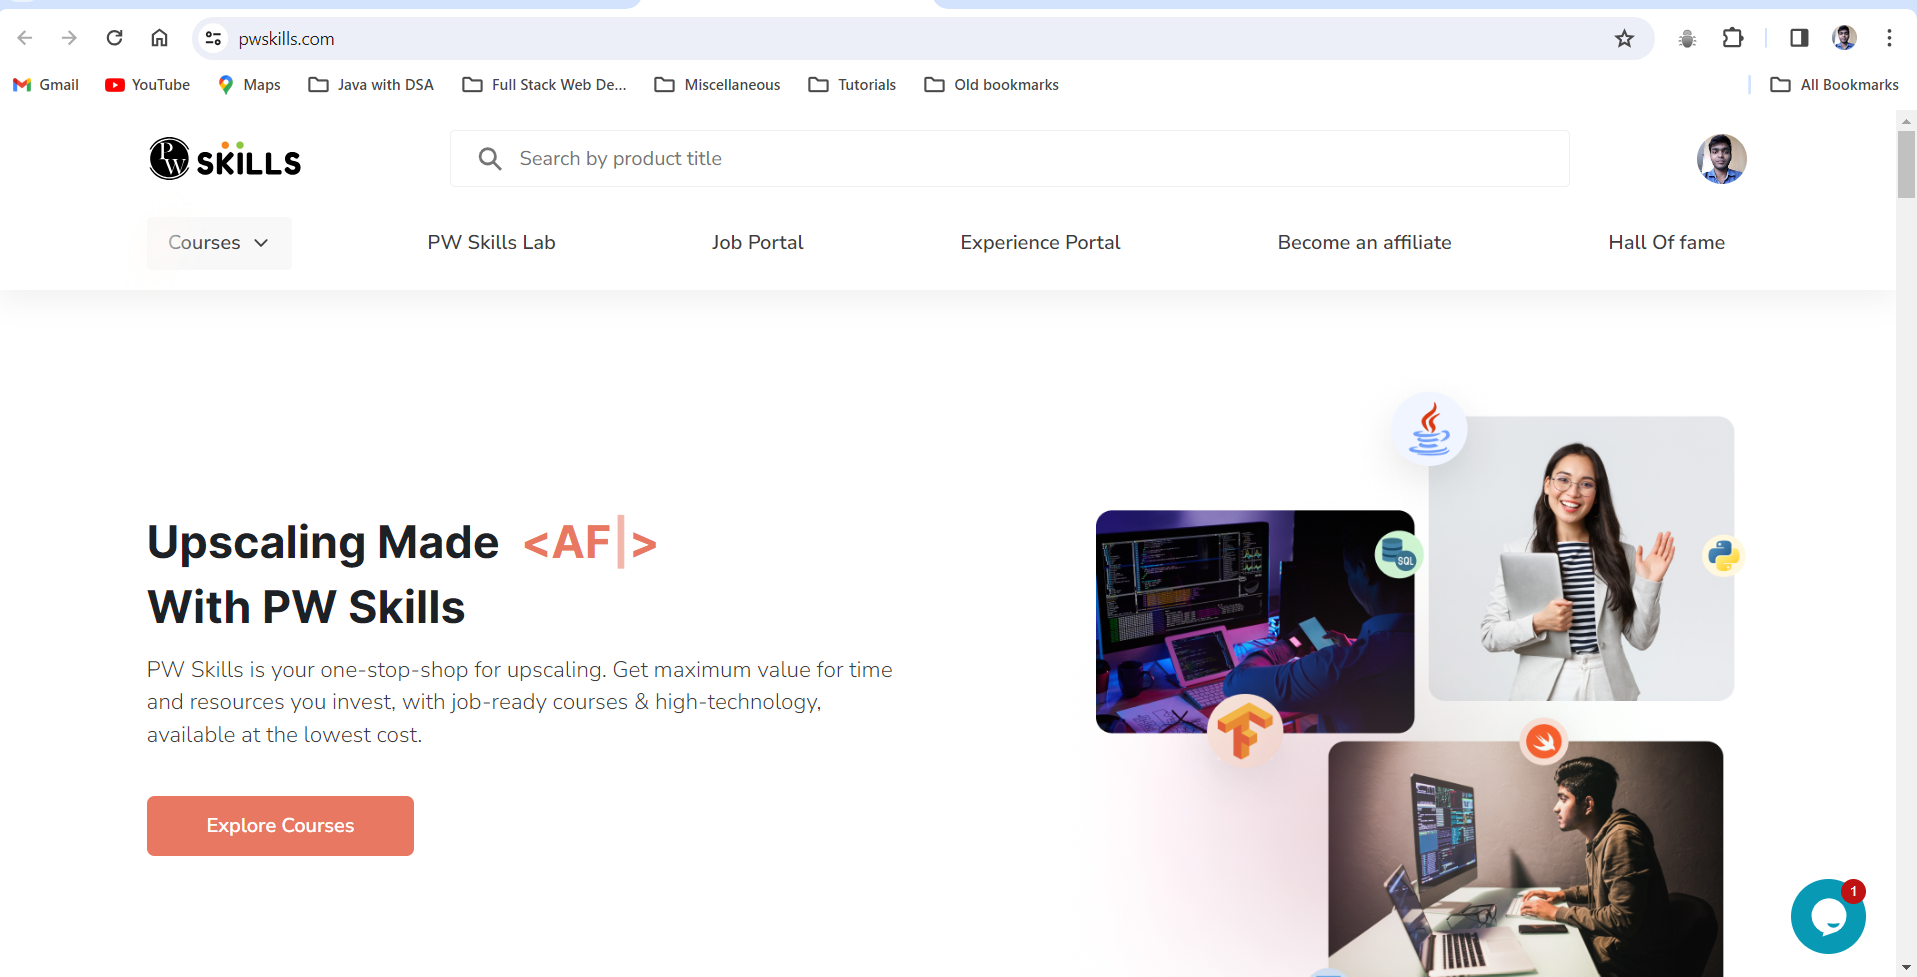 pwskills.com
Gmail YouTube Maps Java with DSA Full Stack Web De... Miscellaneous Tutorials Old bookmarks All Bookmarks
PW SKILLS Search by product title
Courses PW Skills Lab Job Portal Experience Portal Become an affiliate Hall Of fame
Upscaling Made <AF|>
With PW Skills
PW Skills is your one-stop-shop for upscaling. Get maximum value for time
and resources you invest, with job-ready courses & high-technology,
available at the lowest cost.
Explore Courses
SQL
1